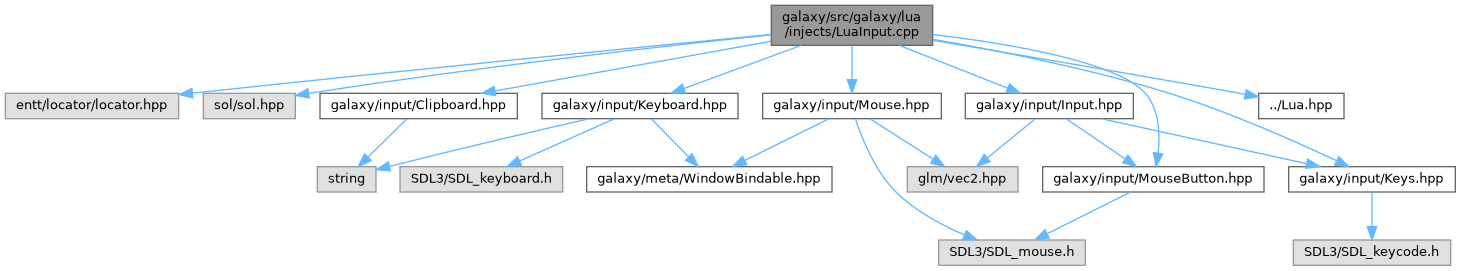 galaxy/src/galaxy/lua
/injects/LuaInput.cpp
entt/locator/locator.hpp
sol/sol.hpp
galaxy/input/Clipboard.hpp
galaxy/input/Keyboard.hpp
galaxy/input/Mouse.hpp
galaxy/input/Input.hpp
../Lua.hpp
string
SDL3/SDL_keyboard.h
galaxy/meta/WindowBindable.hpp
glm/vec2.hpp
galaxy/input/MouseButton.hpp
galaxy/input/Keys.hpp
SDL3/SDL_mouse.h
SDL3/SDL_keycode.h